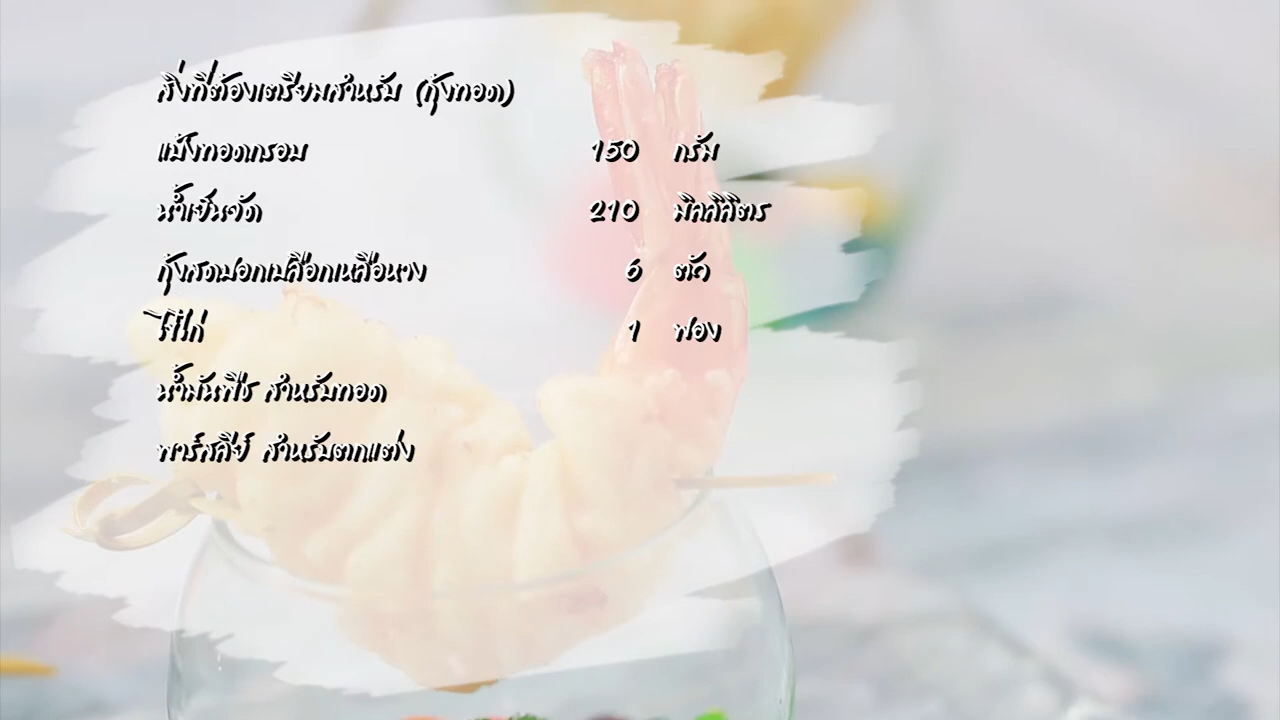 สิ่งที่ต้องเตรียมสำหรับ (กุ้งทอด)
แป้งทอดกรอบ 150 กรัม
น้ำเย็นจัด 210 มิลลิลิตร
กุ้งสดปอกเปลือกเหลือหาง 6 ตัว
ไข่ไก่ 1 ฟอง
น้ำมันพืช สำหรับทอด
พาร์สลีย์ สำหรับตกแต่ง